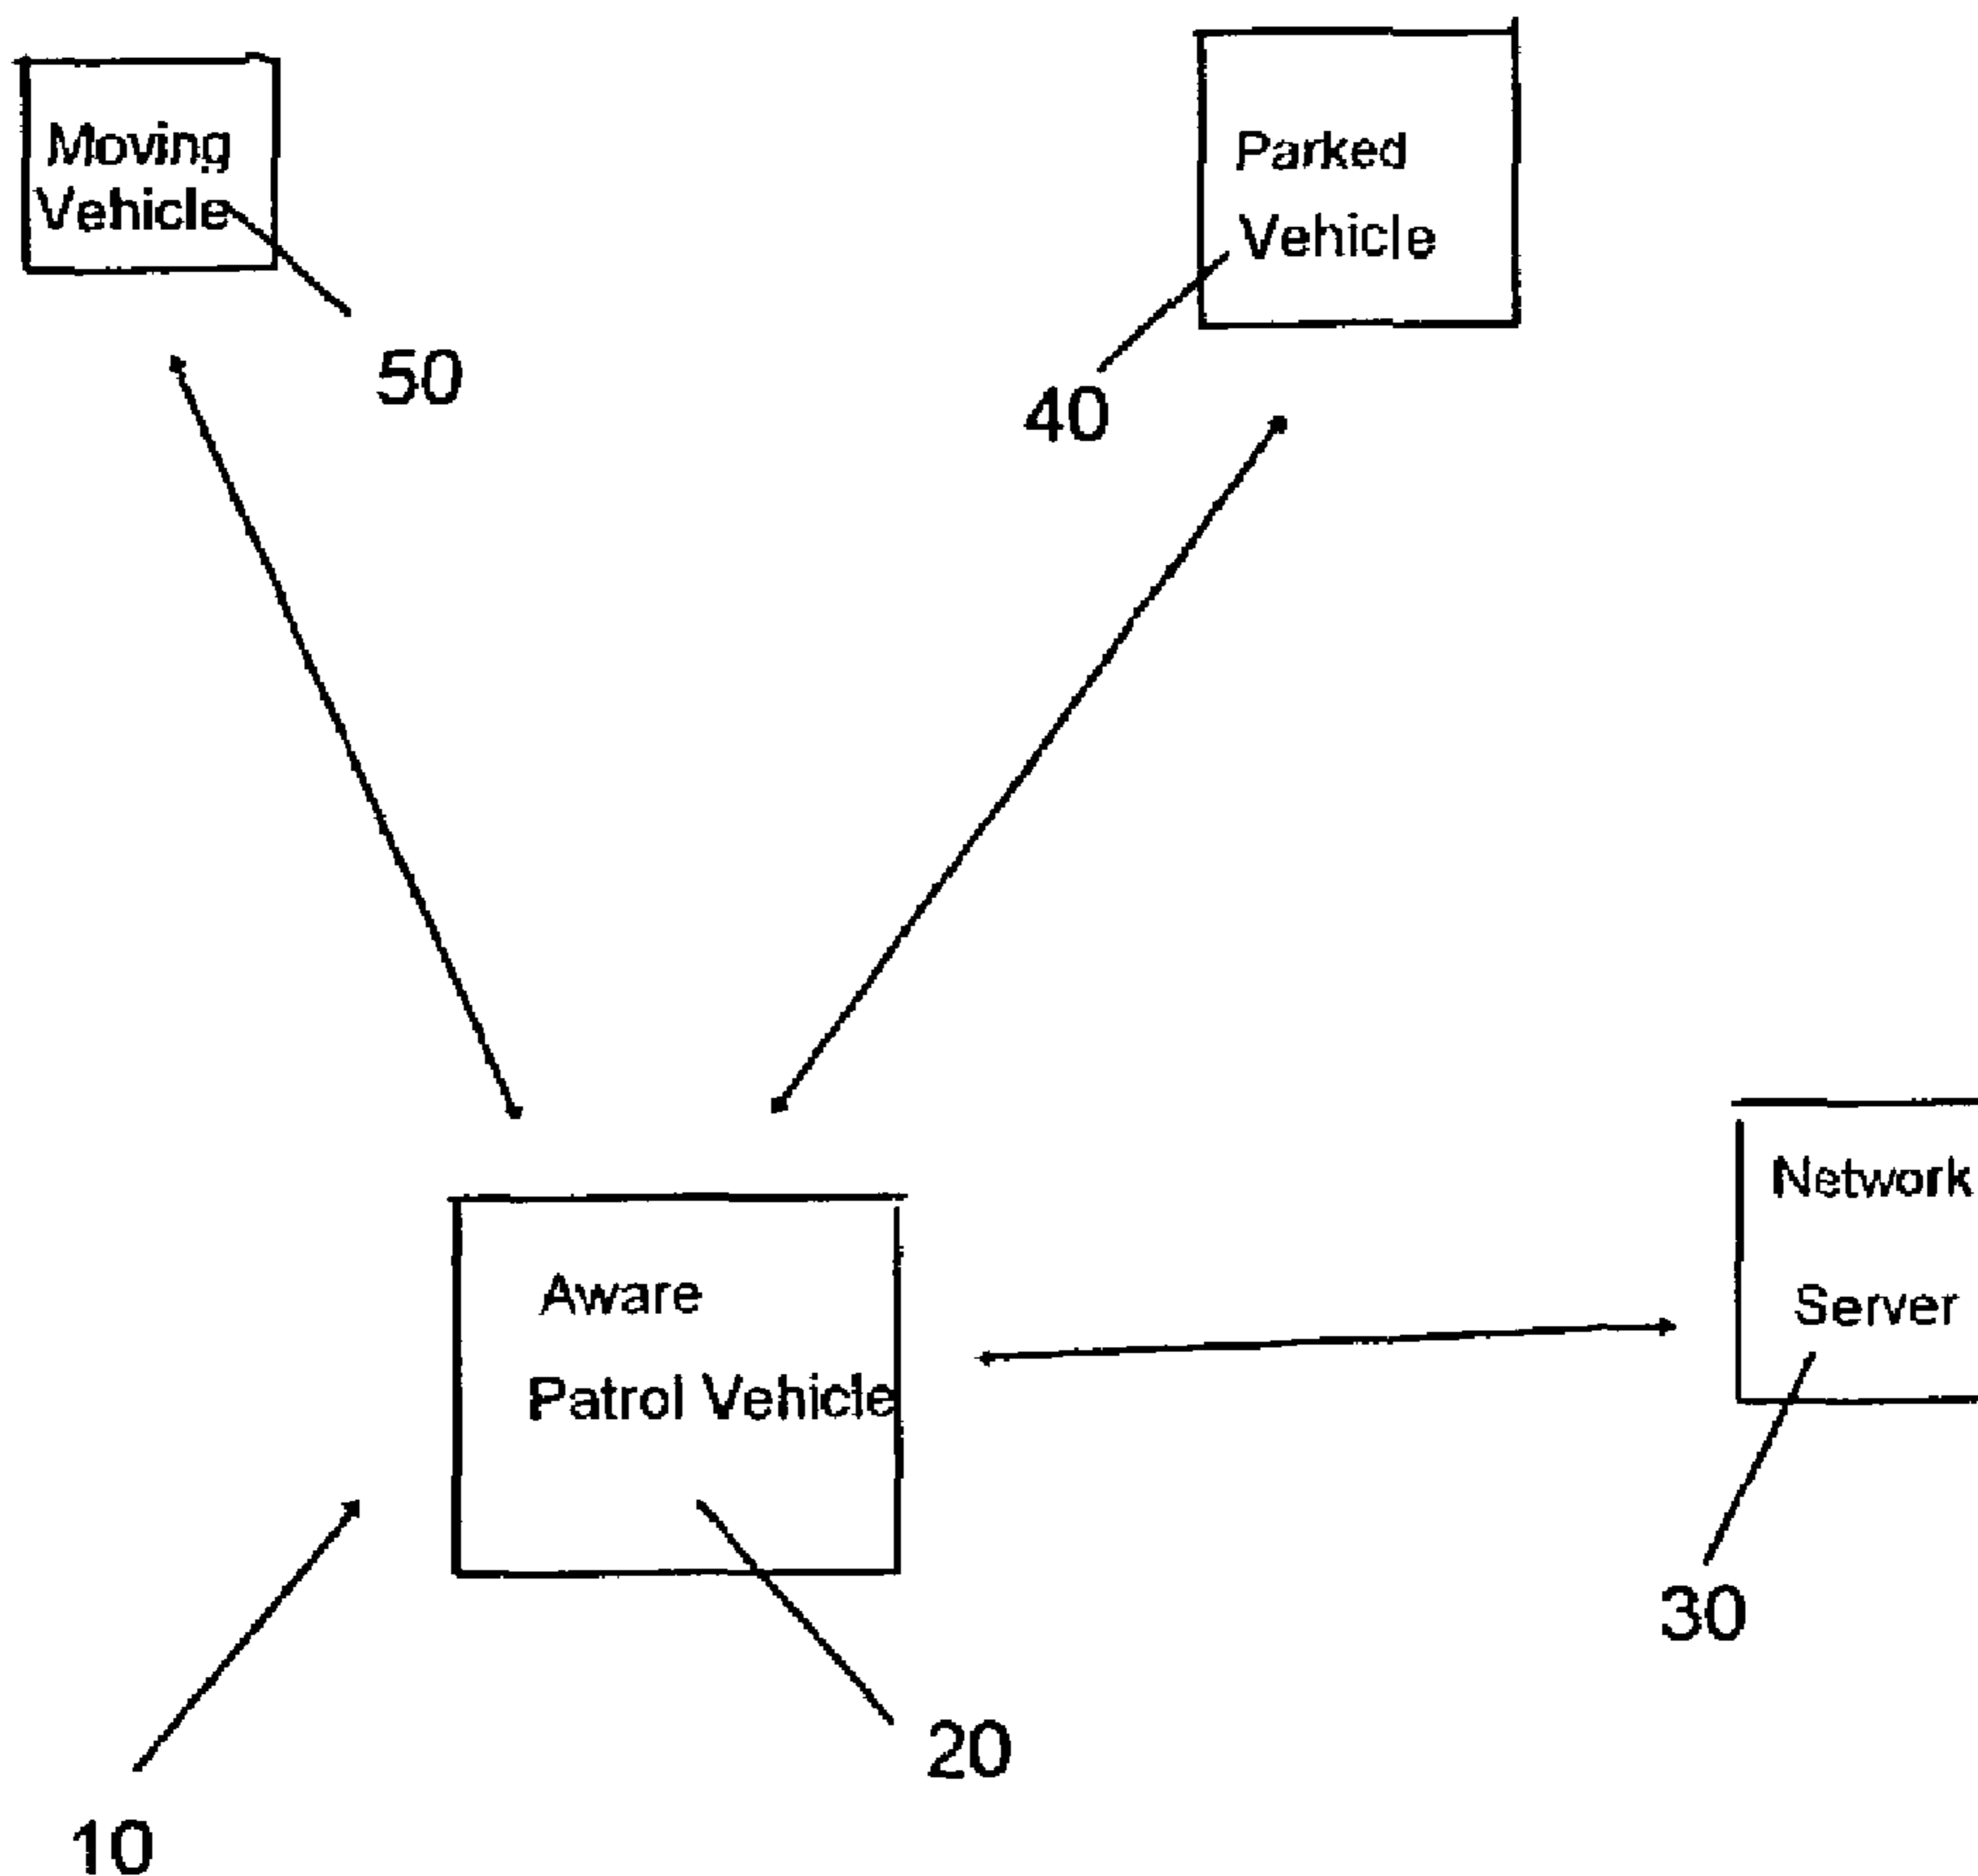 Moving
Vehicle
50
Parked
Vehicle
40
Network
Server
30
Aware
Patrol Vehicle
20
10